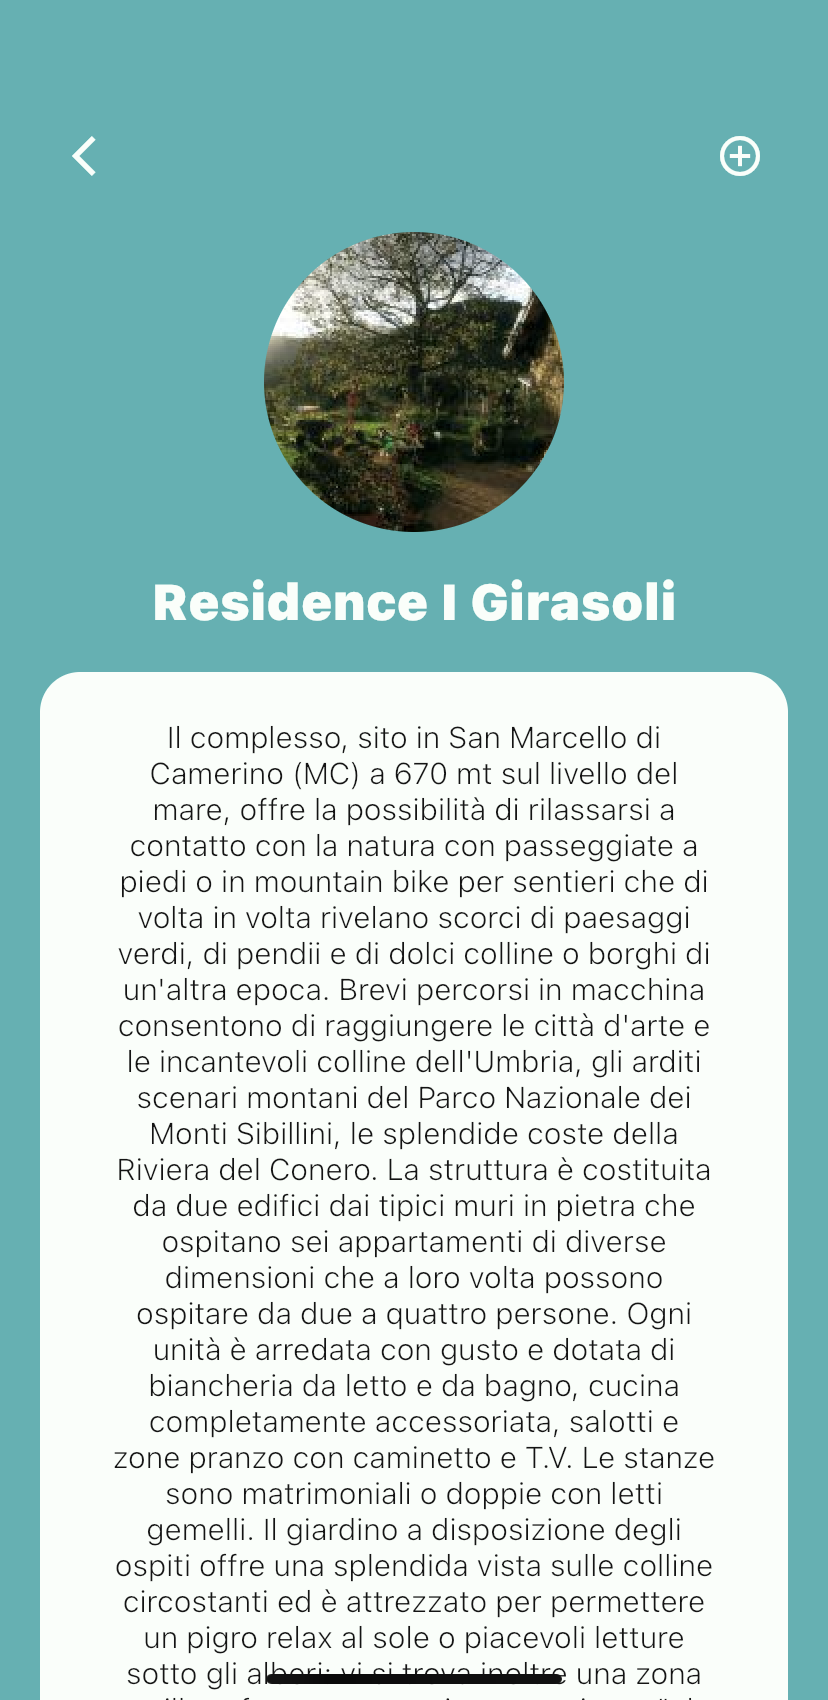 Residence I Girasoli
Il complesso, sito in San Marcello di
Camerino (MC) a 670 mt sul livello del
mare, offre la possibilità di rilassarsi a
contatto con la natura con passeggiate a
piedi o in mountain bike per sentieri che di
volta in volta rivelano scorci di paesaggi
verdi, di pendii e di dolci colline o borghi di
un'altra epoca. Brevi percorsi in macchina
consentono di raggiungere le città d'arte e
le incantevoli colline dell'Umbria, gli arditi
scenari montani del Parco Nazionale dei
Monti Sibillini, le splendide coste della
Riviera del Conero. La struttura è costituita
da due edifici dai tipici muri in pietra che
ospitano sei appartamenti di diverse
dimensioni che a loro volta possono
ospitare da due a quattro persone. Ogni
unità è arredata con gusto e dotata di
biancheria da letto e da bagno, cucina
completamente accessoriata, salotti e
zone pranzo con caminetto e T.V. Le stanze
sono matrimoniali o doppie con letti
gemelli. Il giardino a disposizione degli
ospiti offre una splendida vista sulle colline
circostanti ed è attrezzato per permettere
un pigro relax al sole o piacevoli letture
sotto gli alberi; vi si trova inoltre una zona